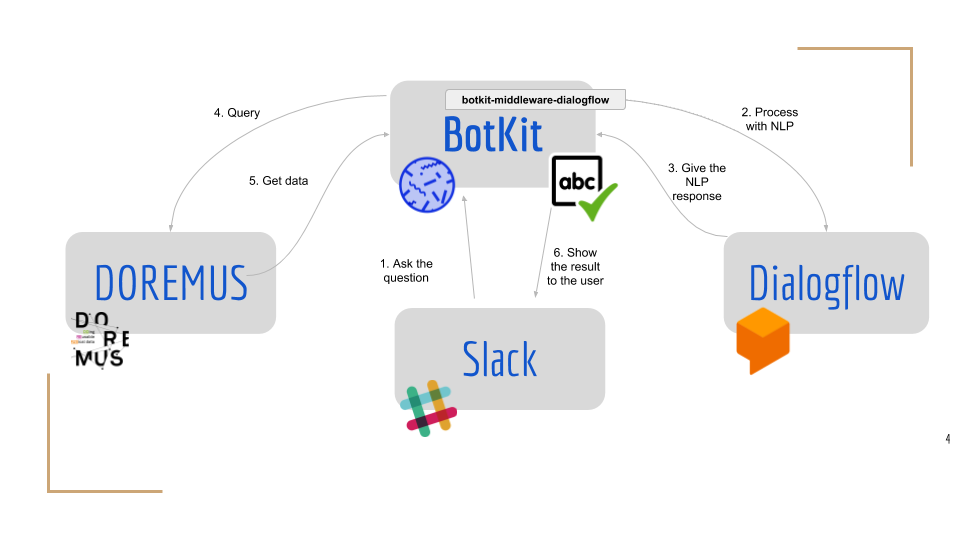 botkit-middleware-dialogflow
4. Query
2. Process
with NLP
BotKit
abc
5. Get data
3. Give the
NLP
response
1. Ask the
question
6. Show
the result
to the user
DOREMUS
DO
RE
MUS
Dialogflow
Slack
4